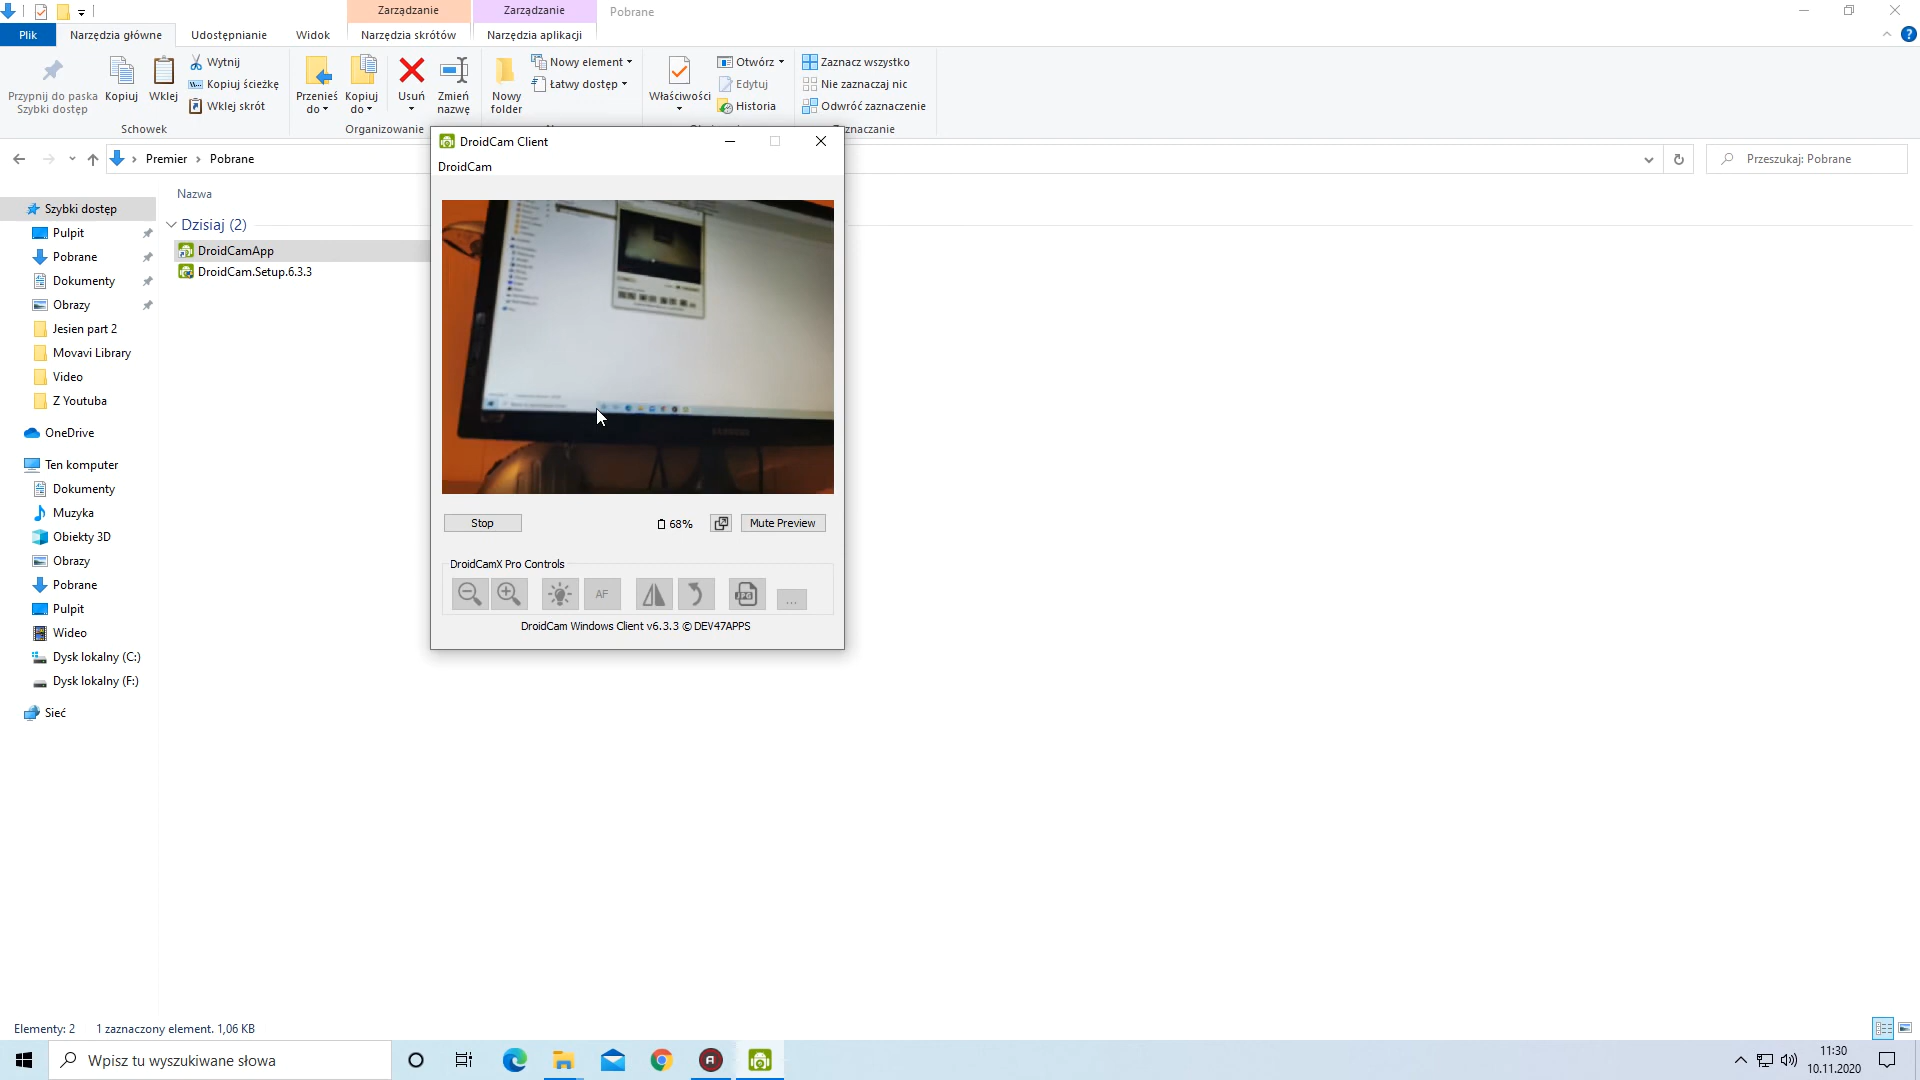 Zarządzanie
Zarządzanie
Pobrane
Plik
Narzędzia główne
Udostępnianie
Widok
Narzędzia skrótów
Narzędzia aplikacji
Przypnij do paska
Szybki dostęp
Kopiuj
Wklej
Wytnij
Kopiuj ścieżkę
Wklej skrót
Schowek
Przenieś
do
Kopiuj
do
Usuń
Zmień
nazwę
Organizowanie
Nowy
folder
Nowy element
Łatwy dostęp
Właściwości
Otwórz
Edytuj
Historia
Zaznacz wszystko
Nie zaznaczaj nic
Odwróć zaznaczenie
znaczanie
Premier
Pobrane
Przeszukaj: Pobrane
Nazwa
Dzisiaj (2)
DroidCamApp
DroidCam.Setup.6.3.3
Szybki dostęp
Pulpit
Pobrane
Dokumenty
Obrazy
Jesien part 2
Movavi Library
Video
Z Youtuba
OneDrive
Ten komputer
Dokumenty
Muzyka
Obiekty 3D
Obrazy
Pobrane
Pulpit
Wideo
Dysk lokalny (C:)
Dysk lokalny (F:)
Sieć
DroidCam Client
DroidCam
Stop
68%
Mute Preview
DroidCamX Pro Controls
AF
JPG
...
DroidCam Windows Client v6.3.3 © DEV47APPS
Elementy: 2
1 zaznaczony element. 1,06 KB
Wpisz tu wyszukiwane słowa
11:30
10.11.2020